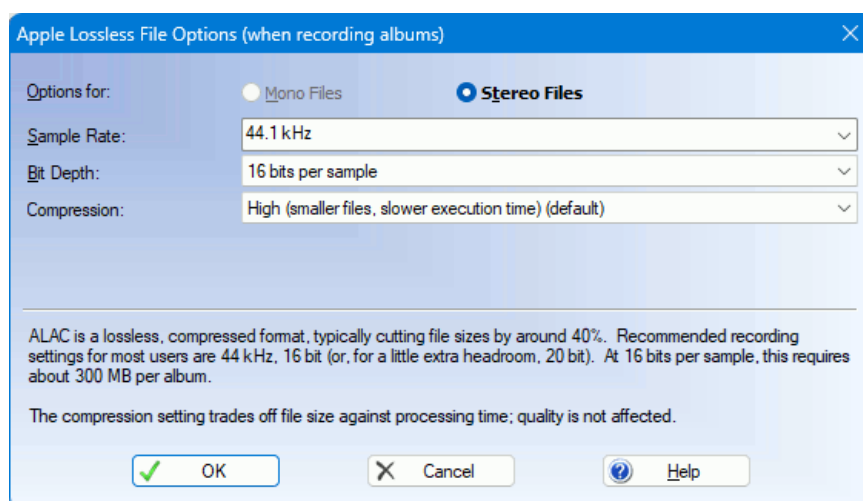 Apple Lossless File Options (when recording albums)
Options for: Mono Files Stereo Files
Sample Rate: 44.1 kHz
Bit Depth: 16 bits per sample
Compression: High (smaller files, slower execution time) (default)
ALAC is a lossless, compressed format, typically cutting file sizes by around 40%. Recommended recording
settings for most users are 44 kHz, 16 bit (or, for a little extra headroom, 20 bit). At 16 bits per sample, this requires
about 300 MB per album.
The compression setting trades off file size against processing time; quality is not affected.
OK Cancel Help